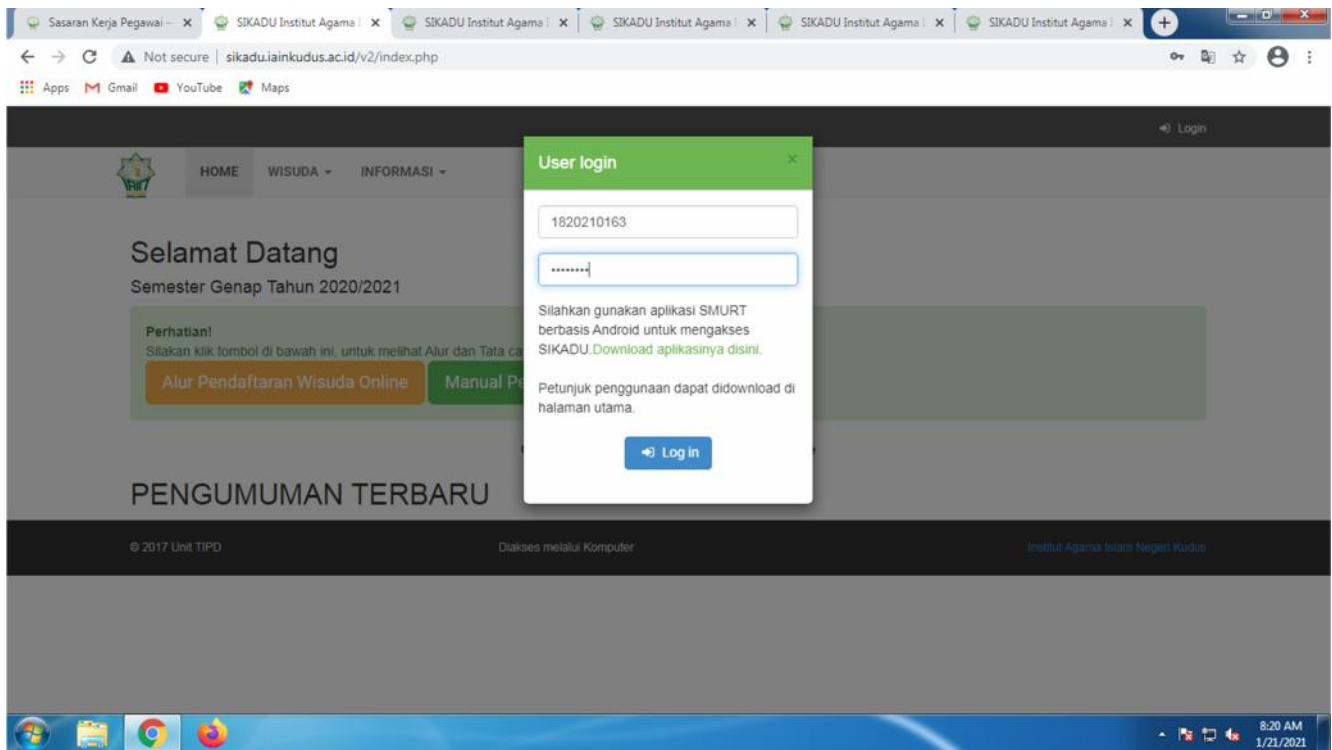 Sasaran Kerja Pegawai –
SIKADU Institut Agama I
SIKADU Institut Agama I
SIKADU Institut Agama I
SIKADU Institut Agama I
SIKADU Institut Agama I
Not secure | sikadu.iainkudus.ac.id/v2/index.php
Apps Gmail YouTube Maps
Login
HOME WISUDA INFORMASI
User login
×
1820210163
••••••••
Silahkan gunakan aplikasi SMURT
berbasis Android untuk mengakses
SIKADU.Download aplikasinya disini.
Petunjuk penggunaan dapat didownload di
halaman utama.
Log in
Selamat Datang
Semester Genap Tahun 2020/2021
Perhatian!
Silakan klik tombol di bawah ini, untuk melihat Alur dan Tata ca
Alur Pendaftaran Wisuda Online
Manual Pe
PENGUMUMAN TERBARU
© 2017 Unit TIPD
Diakses melalui Komputer
Institut Agama Islam Negeri Kudus
8:20 AM
1/21/2021